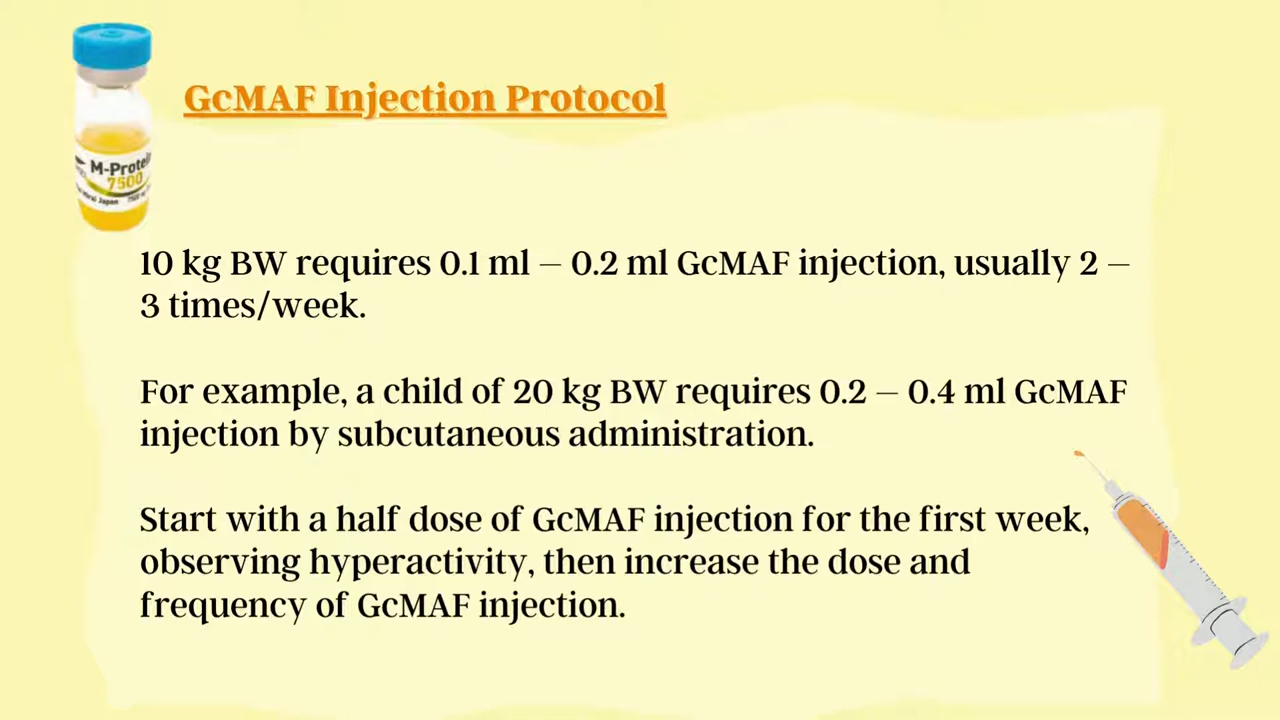 GcMAF Injection Protocol
M-Protein
7500
10 kg BW requires 0.1 ml – 0.2 ml GcMAF injection, usually 2 –
3 times/week.
For example, a child of 20 kg BW requires 0.2 – 0.4 ml GcMAF
injection by subcutaneous administration.
Start with a half dose of GcMAF injection for the first week,
observing hyperactivity, then increase the dose and
frequency of GcMAF injection.